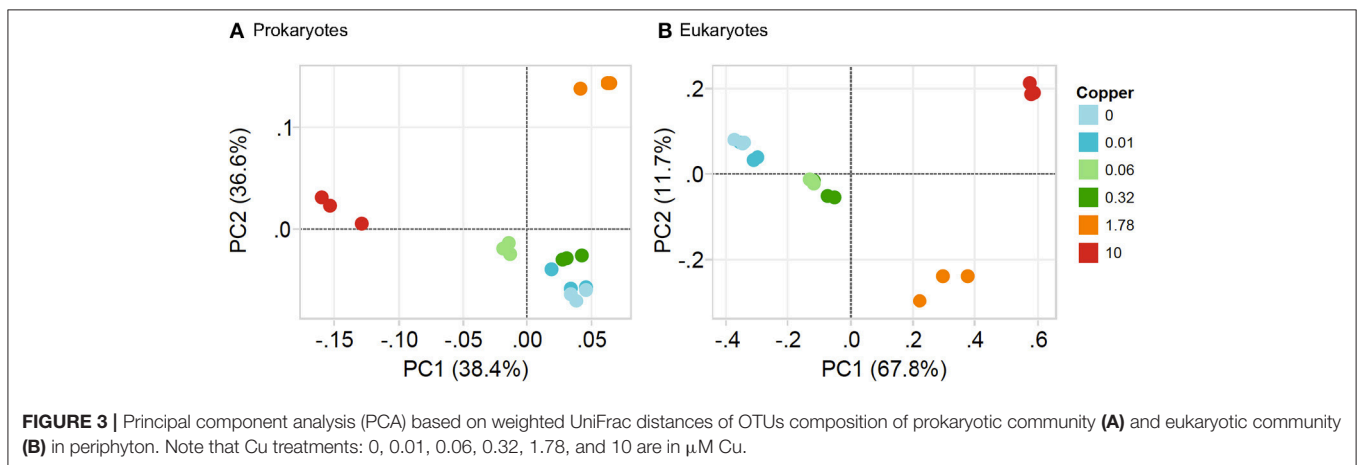 A Prokaryotes
.1
.0
PC2 (36.6%)
-.15 -.10 -.05 .00 .05
PC1 (38.4%)
B Eukaryotes
.2
.0
-.2
PC2 (11.7%)
-.4 -.2 .0 .2 .4 .6
PC1 (67.8%)
Copper
0
0.01
0.06
0.32
1.78
10
FIGURE 3 | Principal component analysis (PCA) based on weighted UniFrac distances of OTUs composition of prokaryotic community (A) and eukaryotic community
(B) in periphyton. Note that Cu treatments: 0, 0.01, 0.06, 0.32, 1.78, and 10 are in μM Cu.